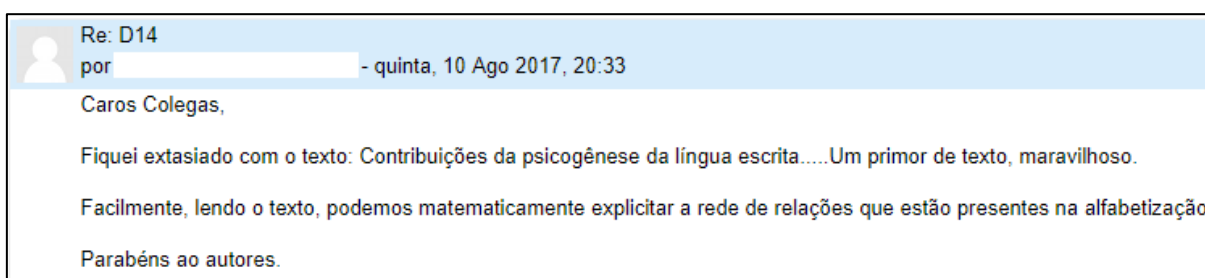 Re: D14
por - quinta, 10 Ago 2017, 20:33
Caros Colegas,
Fiquei extasiado com o texto: Contribuições da psicogênese da língua escrita.....Um primor de texto, maravilhoso.
Facilmente, lendo o texto, podemos matematicamente explicitar a rede de relações que estão presentes na alfabetização
Parabéns ao autores.